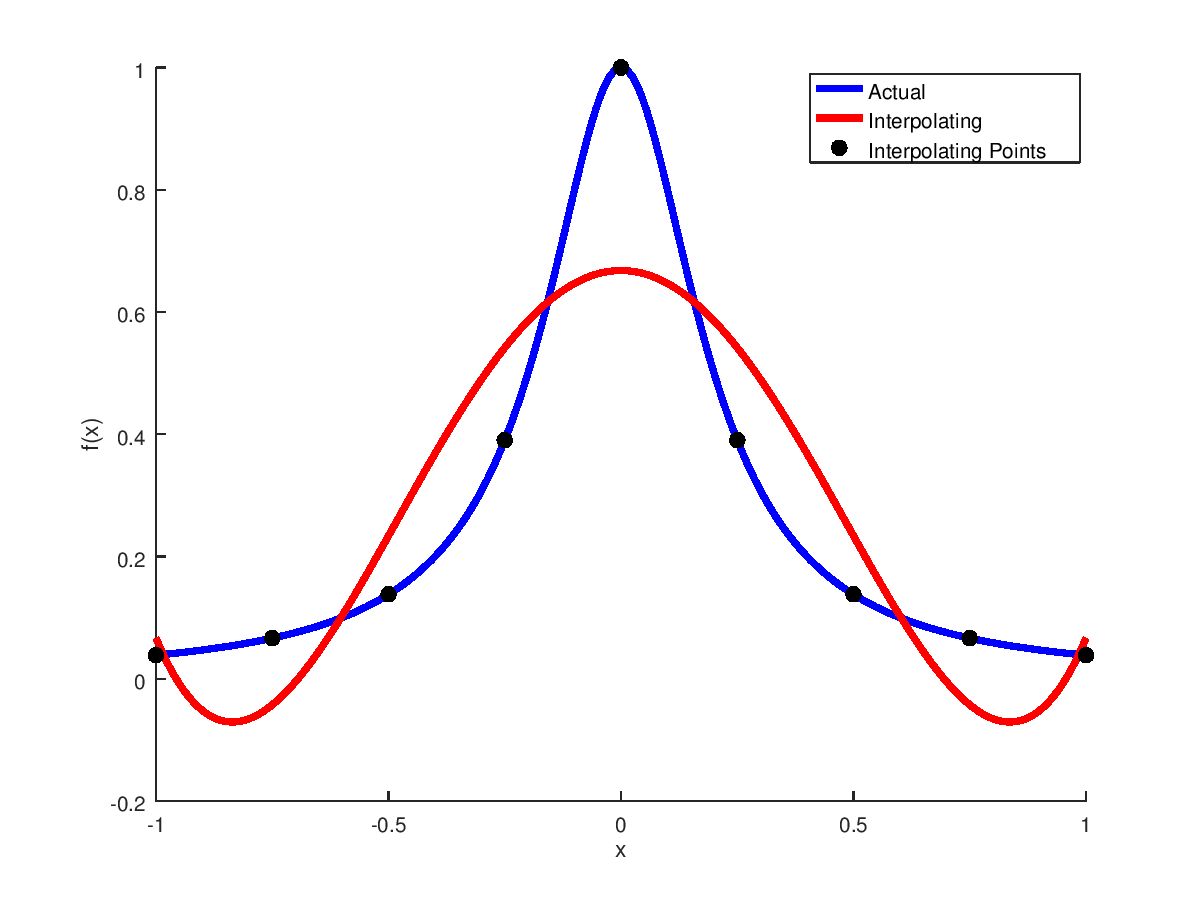 1
0.8
0.6
0.4
0.2
0
-0.2
-1
-0.5
0
0.5
1
x
f(x)
Actual
Interpolating
Interpolating Points